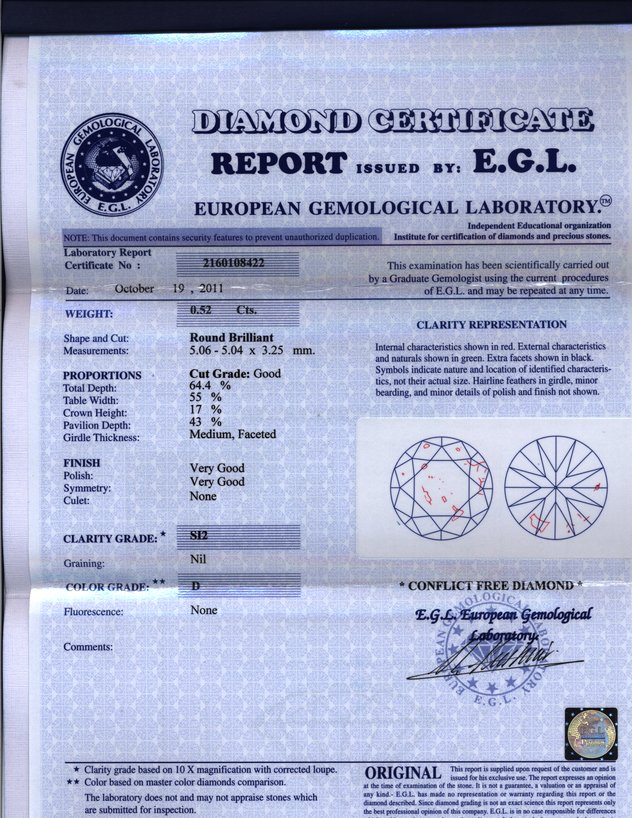 DIAMOND CERTIFICATE
REPORT ISSUED BY: E.G.L.
EUROPEAN GEMOLOGICAL LABORATORY.™
EUROPEAN GEMOLOGICAL LABORATORY
E.G.L.
Independent Educational organization
Institute for certification of diamonds and precious stones.
NOTE: This document contains security features to prevent unauthorized duplication.
Laboratory Report
Certificate No : 2160108422
Date: October 19 , 2011
This examination has been scientifically carried out
by a Graduate Gemologist using the current procedures
of E.G.L. and may be repeated at any time.
WEIGHT: 0.52 Cts.
Shape and Cut: Round Brilliant
Measurements: 5.06 - 5.04 x 3.25 mm.
PROPORTIONS Cut Grade: Good
Total Depth: 64.4 %
Table Width: 55 %
Crown Height: 17 %
Pavilion Depth: 43 %
Girdle Thickness: Medium, Faceted
FINISH
Polish: Very Good
Symmetry: Very Good
Culet: None
CLARITY GRADE: ★ SI2
Graining: Nil
COLOR GRADE: ★★ D
Fluorescence: None
Comments:
CLARITY REPRESENTATION
Internal characteristics shown in red. External characteristics
and naturals shown in green. Extra facets shown in black.
Symbols indicate nature and location of identified characteris-
tics, not their actual size. Hairline feathers in girdle, minor
bearding, and minor details of polish and finish not shown.
* CONFLICT FREE DIAMOND *
E.G.L. European Gemological
Laboratory
EUROPEAN GEMOLOGICAL LABORATORY
E.G.L.
★ Clarity grade based on 10 X magnification with corrected loupe.
★★ Color based on master color diamonds comparison.
The laboratory does not and may not appraise stones which
are submitted for inspection.
ORIGINAL This report is supplied upon request of the customer and is
issued for his exclusive use. The report expresses an opinion
at the time of examination. It is not a guarantee, a valuation or an appraisal of
any kind.- E.G.L. has made no representation or warranty regarding this report or the
diamond described. Since diamond grading is not an exact science this report represents only
the best professional opinion of this company. E.G.L. is in no case responsible for differences